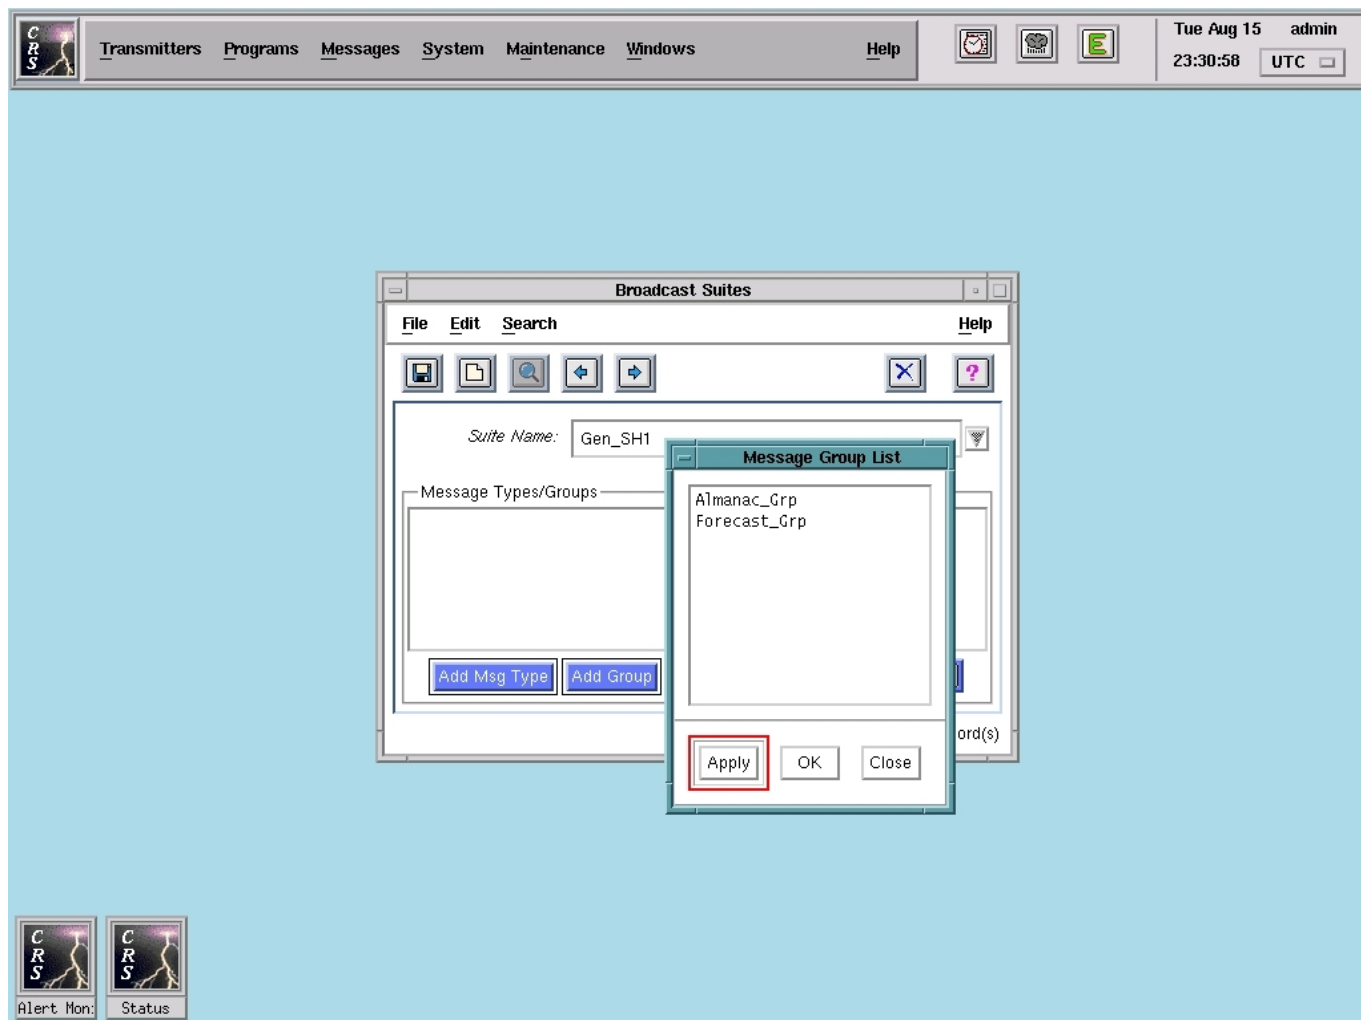 C
R
S
Transmitters Programs Messages System Maintenance Windows Help
E
Tue Aug 15 admin
23:30:58 UTC
Broadcast Suites
File Edit Search Help
?
Suite Name: Gen_SH1
Message Group List
Message Types/Groups
Almanac_Grp
Forecast_Grp
Add Msg Type Add Group
ord(s)
Apply OK Close
C
R
S
Alert Mon:
C
R
S
Status